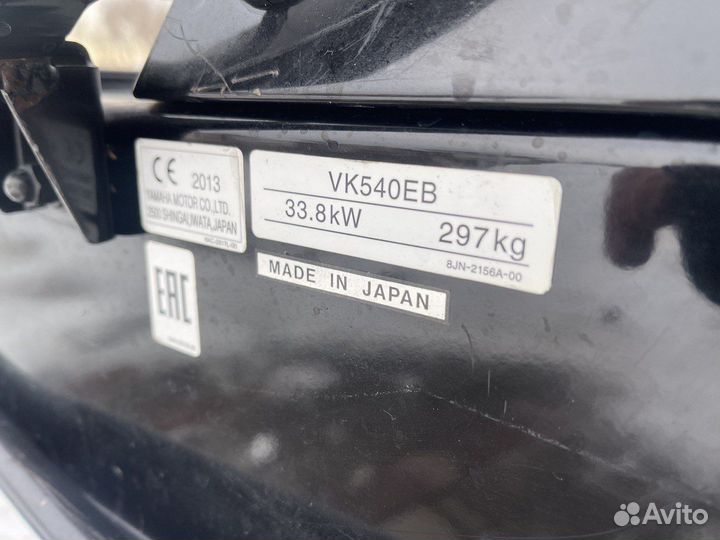 CE 2013
YAMAHA MOTOR CO.,LTD.
2500 SHINGAI,IWATA,JAPAN
VK540EB
33.8kW 297kg
8JN-2156A-00
MADE IN JAPAN
EAC
Avito